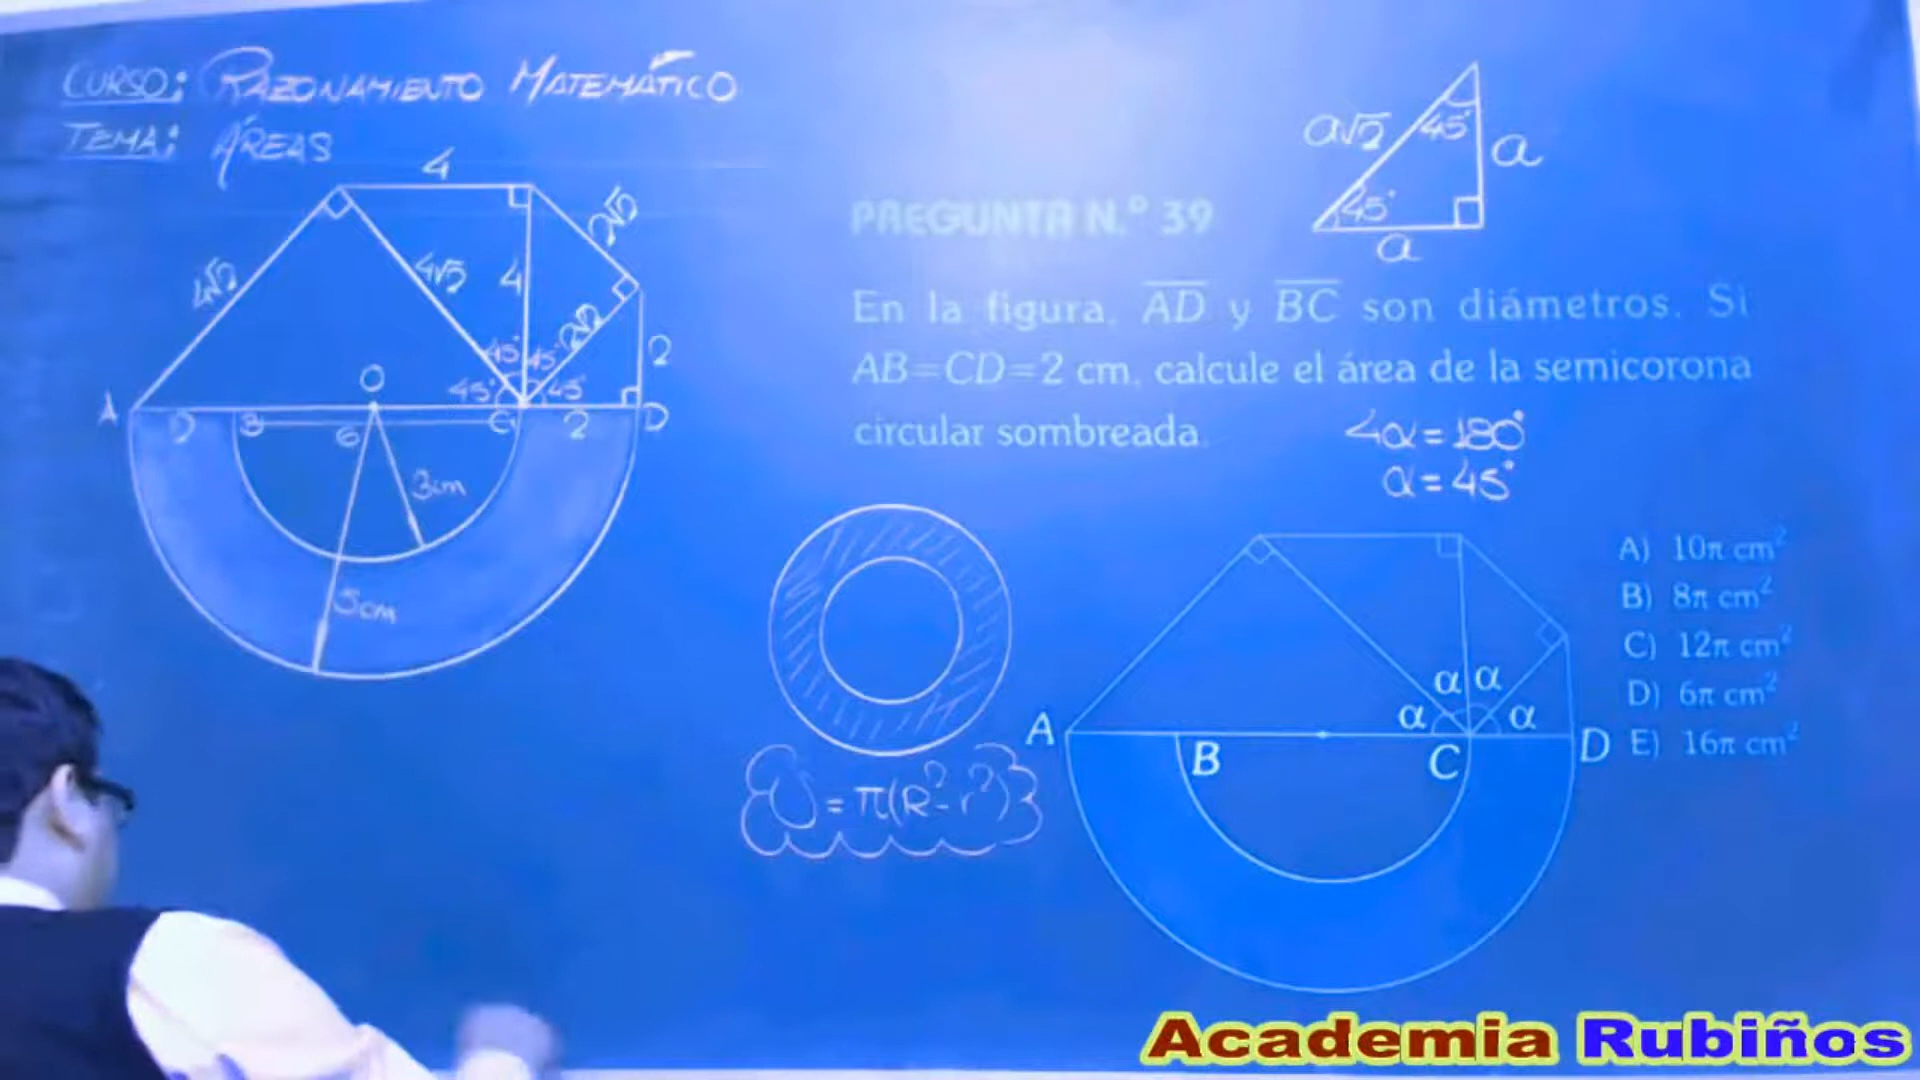 CURSO: RAZONAMIENTO MATEMÁTICO
TEMA: ÁREAS
4
4√2
4√2
4
2√2
2√2
2
45°
45°
45°
45°
A
O
B
C
D
2
6
2
3cm
5cm
a√2
45°
45°
a
a
PREGUNTA N.° 39
En la figura, AD y BC son diámetros. Si
AB=CD=2 cm, calcule el área de la semicorona
circular sombreada.
4α = 180°
α = 45°
= π(R²-r²)
A
B
C
D
α
α
α
α
A) 10π cm²
B) 8π cm²
C) 12π cm²
D) 6π cm²
E) 16π cm²
Academia Rubiños